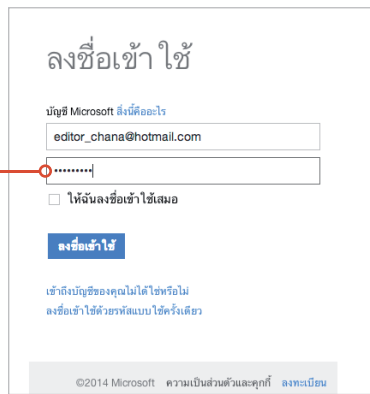 ลงชื่อเข้าใช้
บัญชี Microsoft สิ่งนี้คืออะไร
editor_chana@hotmail.com
•••••••••
ให้ฉันลงชื่อเข้าใช้เสมอ
ลงชื่อเข้าใช้
เข้าถึงบัญชีของคุณไม่ได้ใช่หรือไม่
ลงชื่อเข้าใช้ด้วยรหัสแบบใช้ครั้งเดียว
©2014 Microsoft ความเป็นส่วนตัวและคุกกี้ ลงทะเบียน